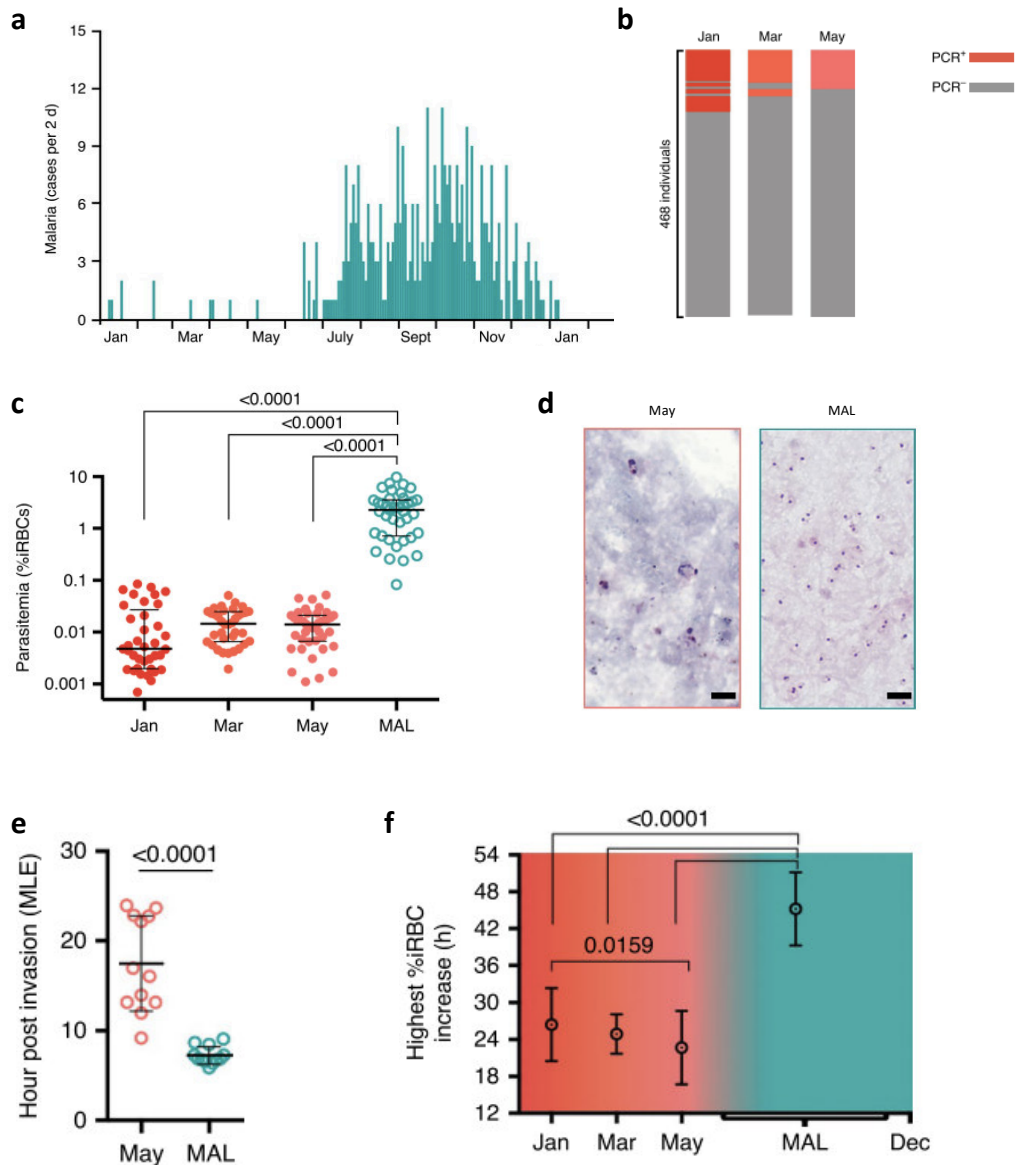 a
Malaria (cases per 2 d)
15
12
9
6
3
0
Jan Mar May July Sept Nov Jan
b
Jan Mar May
468 individuals
PCR+
PCR−
c
<0.0001
<0.0001
<0.0001
Parasitemia (%iRBCs)
10
1
0.1
0.01
0.001
Jan Mar May MAL
d
May MAL
e
Hour post invasion (MLE)
<0.0001
30
20
10
0
May MAL
f
Highest %iRBC
increase (h)
<0.0001
0.0159
54
48
42
36
30
24
18
12
Jan Mar May MAL Dec